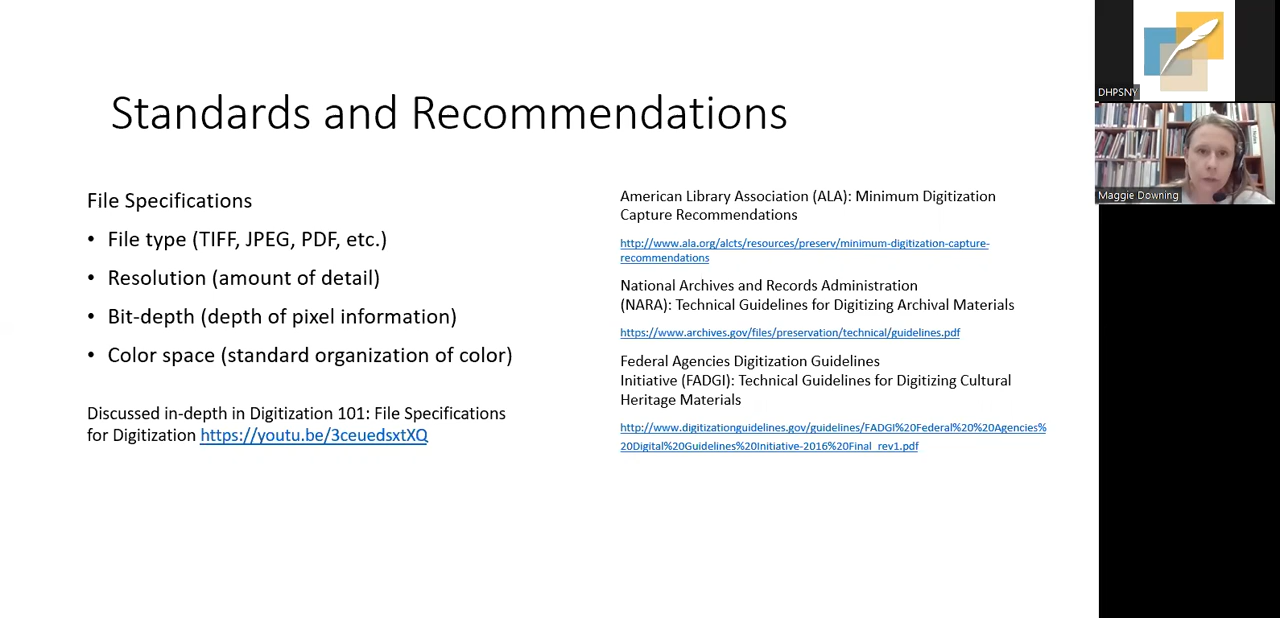 Standards and Recommendations
File Specifications
• File type (TIFF, JPEG, PDF, etc.)
• Resolution (amount of detail)
• Bit-depth (depth of pixel information)
• Color space (standard organization of color)
Discussed in-depth in Digitization 101: File Specifications
for Digitization https://youtu.be/3ceuedsxtXQ
American Library Association (ALA): Minimum Digitization
Capture Recommendations
http://www.ala.org/alcts/resources/preserv/minimum-digitization-capture-
recommendations
National Archives and Records Administration
(NARA): Technical Guidelines for Digitizing Archival Materials
https://www.archives.gov/files/preservation/technical/guidelines.pdf
Federal Agencies Digitization Guidelines
Initiative (FADGI): Technical Guidelines for Digitizing Cultural
Heritage Materials
http://www.digitizationguidelines.gov/guidelines/FADGI%20Federal%20%20Agencies%
20Digital%20Guidelines%20Initiative-2016%20Final_rev1.pdf
DHPSNY
Maggie Downing